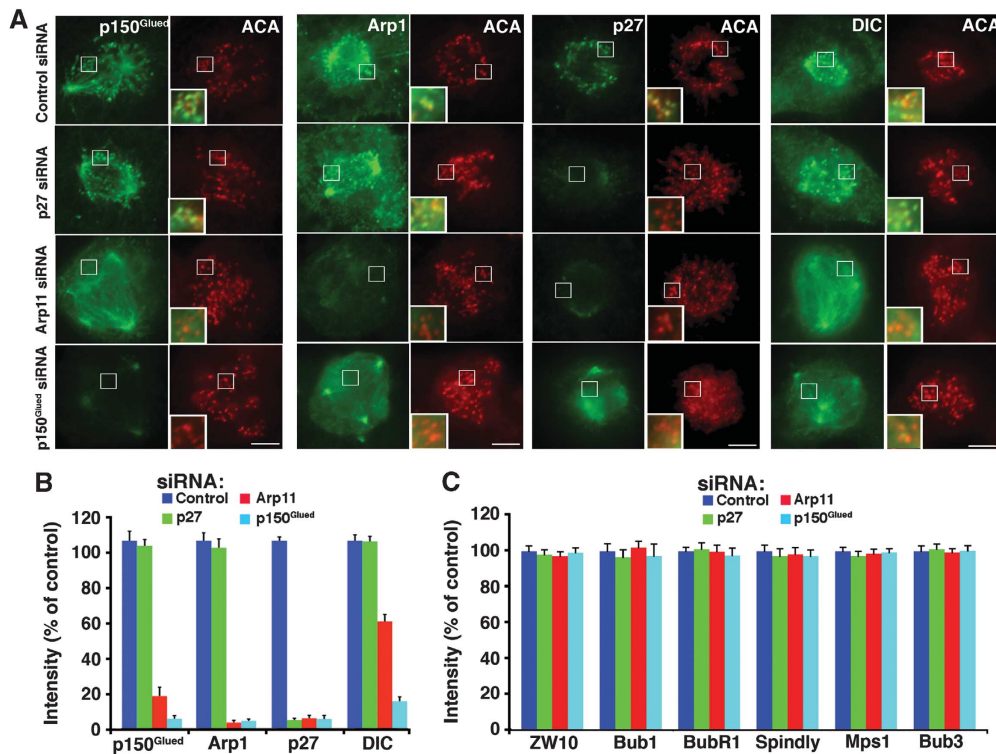 A
p150Glued ACA Arp1 ACA p27 ACA DIC ACA
Control siRNA
p27 siRNA
Arp11 siRNA
p150Glued siRNA
B
siRNA:
Control Arp11
p27 p150Glued
Intensity (% of control)
120
100
80
60
40
20
0
p150Glued Arp1 p27 DIC
C
siRNA:
Control Arp11
p27 p150Glued
Intensity (% of control)
120
100
80
60
40
20
0
ZW10 Bub1 BubR1 Spindly Mps1 Bub3